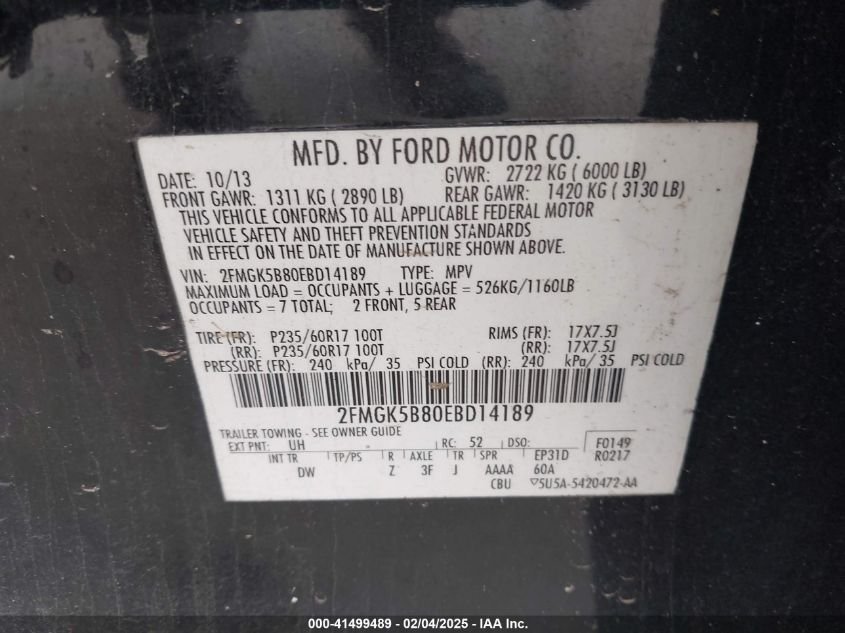 MFD. BY FORD MOTOR CO.
DATE: 10/13 GVWR: 2722 KG ( 6000 LB)
FRONT GAWR: 1311 KG ( 2890 LB) REAR GAWR: 1420 KG ( 3130 LB)
THIS VEHICLE CONFORMS TO ALL APPLICABLE FEDERAL MOTOR
VEHICLE SAFETY AND THEFT PREVENTION STANDARDS
IN EFFECT ON THE DATE OF MANUFACTURE SHOWN ABOVE.
VIN: 2FMGK5B80EBD14189 TYPE: MPV
MAXIMUM LOAD = OCCUPANTS + LUGGAGE = 526KG/1160LB
OCCUPANTS = 7 TOTAL; 2 FRONT, 5 REAR
TIRE (FR): P235/60R17 100T RIMS (FR): 17X7.5J
(RR): P235/60R17 100T (RR): 17X7.5J
PRESSURE (FR): 240 kPa/ 35 PSI COLD (RR): 240 kPa/ 35 PSI COLD
2FMGK5B80EBD14189
TRAILER TOWING - SEE OWNER GUIDE
EXT PNT: UH RC: 52 DSO: F0149
INT TR TP/PS R AXLE TR SPR EP31D R0217
DW Z 3F J AAAA 60A
CBU ▽5U5A-5420472-AA
000-41499489 - 02/04/2025 - IAA Inc.